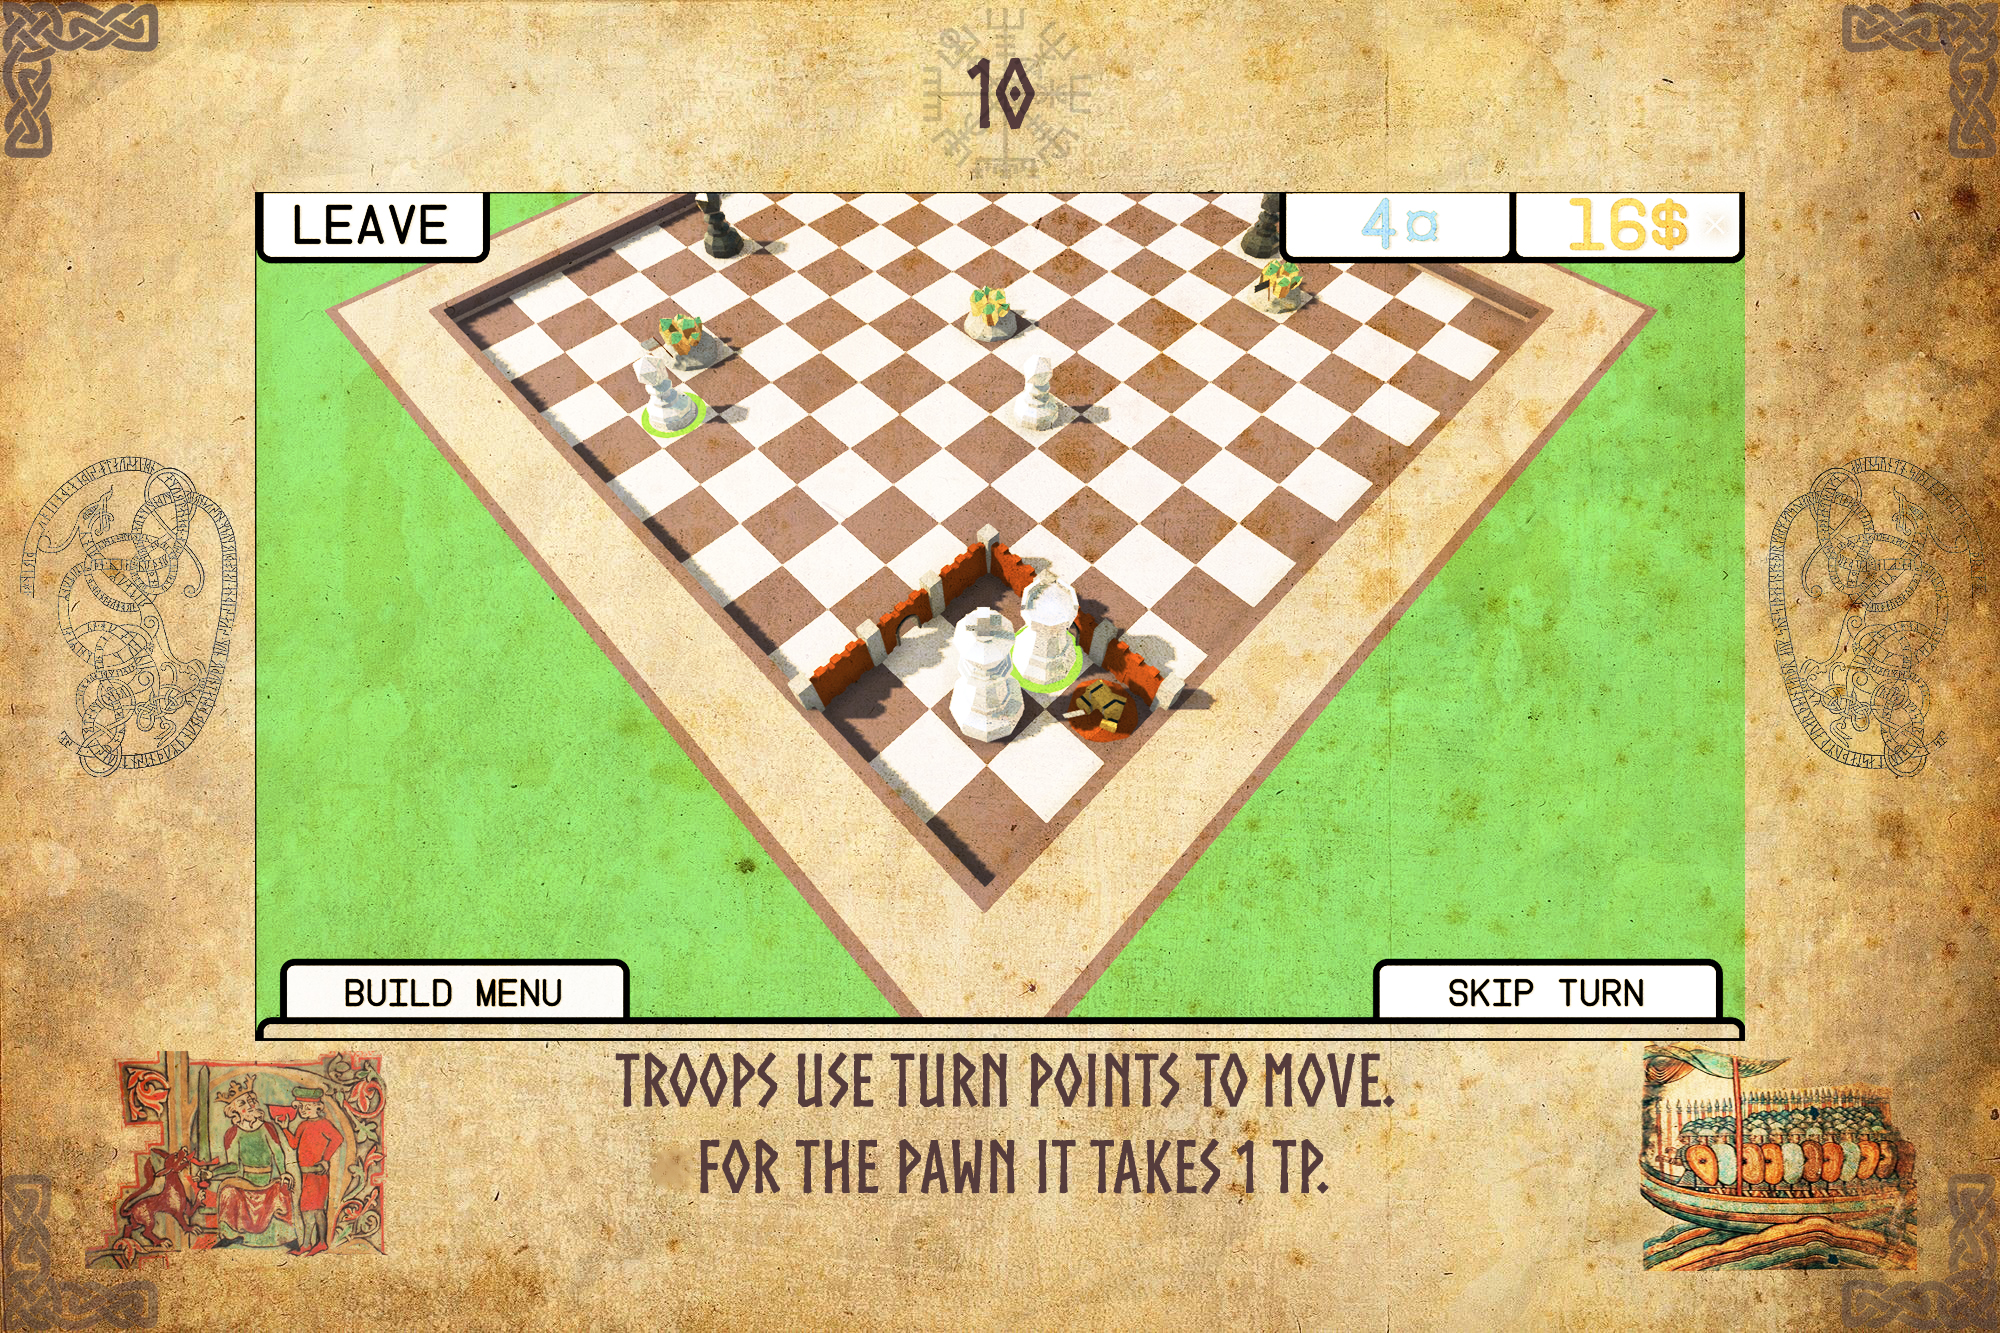 10
LEAVE
4¤
16$
BUILD MENU
SKIP TURN
TROOPS USE TURN POINTS TO MOVE.
FOR THE PAWN IT TAKES 1 TP.